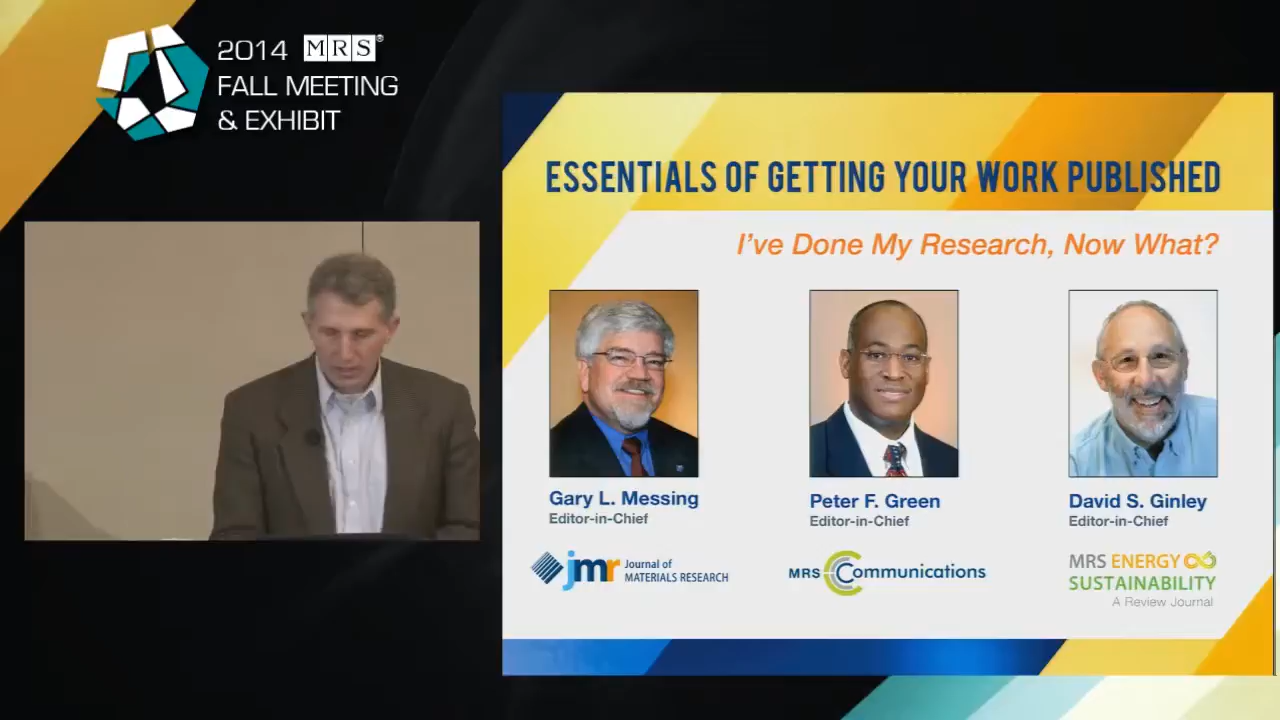 2014 MRS®
FALL MEETING
& EXHIBIT
ESSENTIALS OF GETTING YOUR WORK PUBLISHED
I've Done My Research, Now What?
Gary L. Messing
Editor-in-Chief
jmr Journal of
MATERIALS RESEARCH
Peter F. Green
Editor-in-Chief
MRS Communications
David S. Ginley
Editor-in-Chief
MRS ENERGY
SUSTAINABILITY
A Review Journal